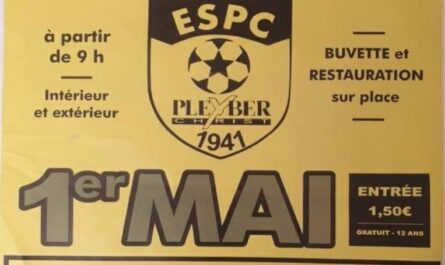 à partir
de 9 h
Intérieur
et extérieur
ESPC
PLEYBER
CHRIST
1941
BUVETTE et
RESTAURATION
sur place
1er MAI
ENTRÉE
1,50€
GRATUIT - 12 ANS